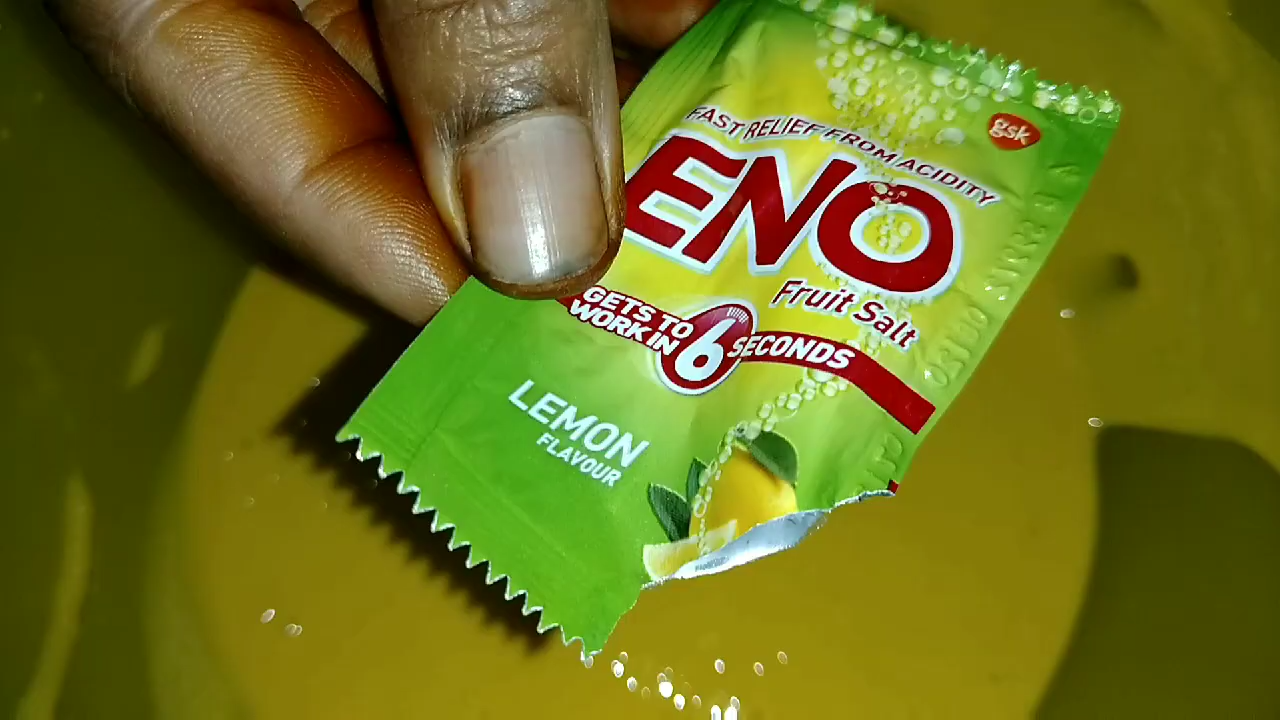 gsk
FAST RELIEF FROM ACIDITY
ENO
Fruit Salt
GETS TO
WORK IN 6 SECONDS
LEMON
FLAVOUR